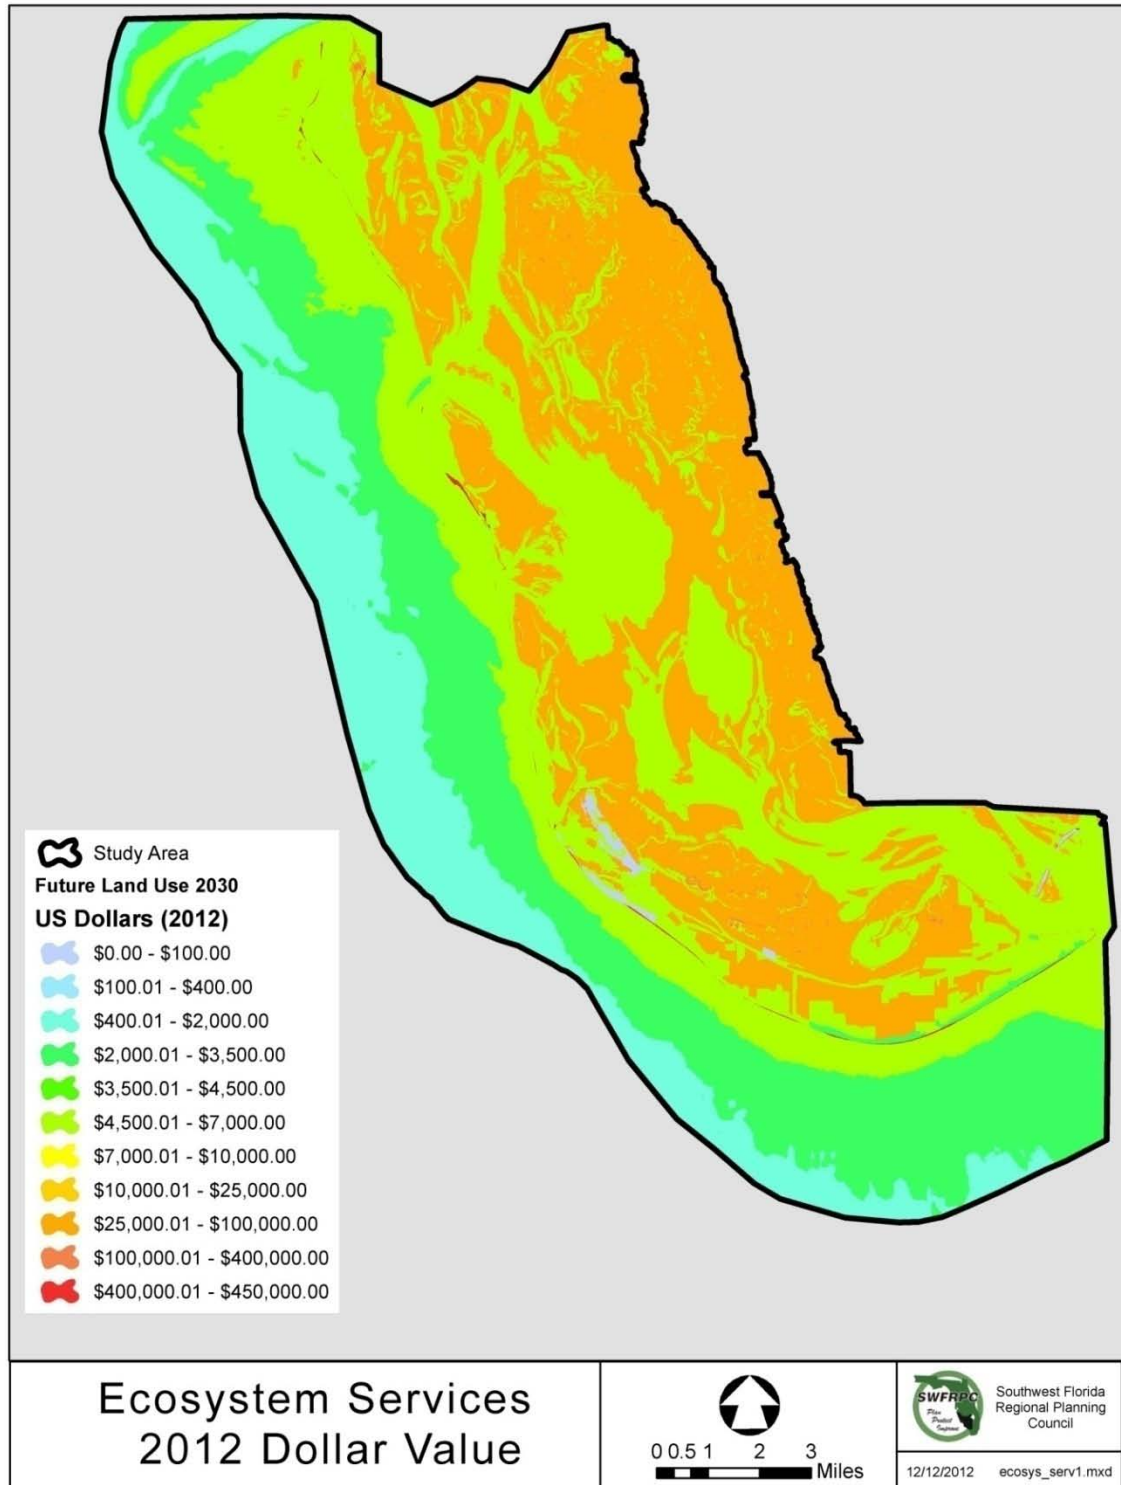 Study Area
Future Land Use 2030
US Dollars (2012)
$0.00 - $100.00
$100.01 - $400.00
$400.01 - $2,000.00
$2,000.01 - $3,500.00
$3,500.01 - $4,500.00
$4,500.01 - $7,000.00
$7,000.01 - $10,000.00
$10,000.01 - $25,000.00
$25,000.01 - $100,000.00
$100,000.01 - $400,000.00
$400,000.01 - $450,000.00
Ecosystem Services
2012 Dollar Value
0 0.5 1 2 3
Miles
SWFRPC
Plan
Protect
Improve
Southwest Florida
Regional Planning
Council
12/12/2012 ecosys_serv1.mxd